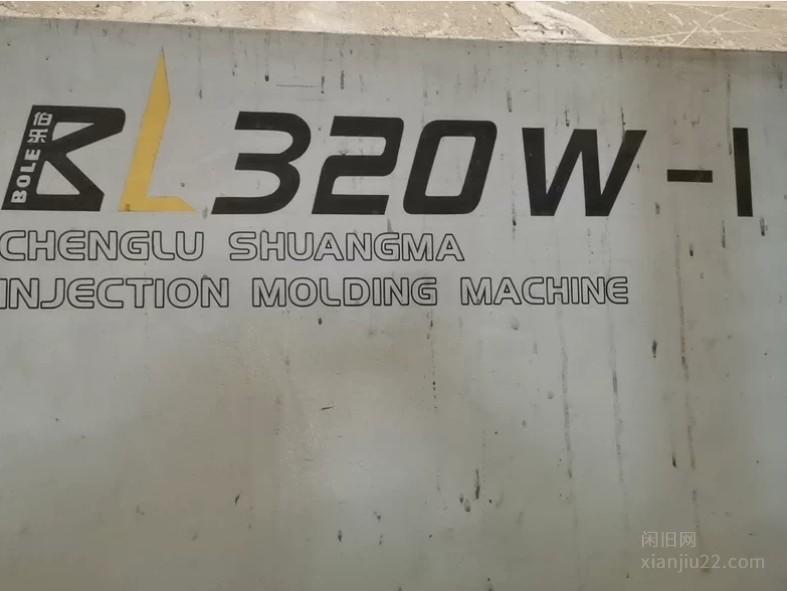 伯乐 BOLE BL320W-I
CHENGLU SHUANGMA
INJECTION MOLDING MACHINE
闲旧网
xianjiu22.com